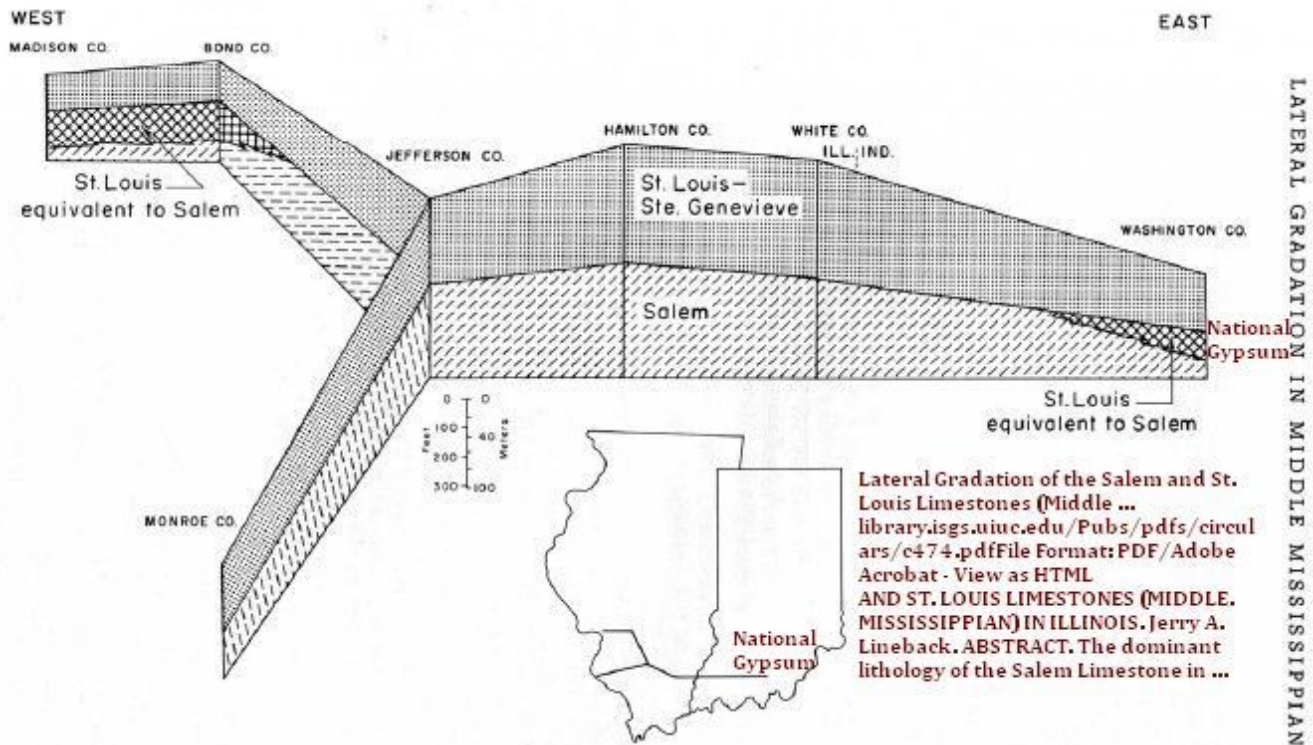 WEST
EAST
MADISON CO.
BOND CO.
JEFFERSON CO.
HAMILTON CO.
WHITE CO.
ILL. IND.
WASHINGTON CO.
St. Louis
equivalent to Salem
St. Louis–
Ste. Genevieve
Salem
National
Gypsum
St. Louis
equivalent to Salem
MONROE CO.
0 0
100
200
300 100
Feet
Meters
National
Gypsum
Lateral Gradation of the Salem and St.
Louis Limestones (Middle ...
library.isgs.uiuc.edu/Pubs/pdfs/circul
ars/c474.pdfFile Format: PDF/Adobe
Acrobat - View as HTML
AND ST. LOUIS LIMESTONES (MIDDLE.
MISSISSIPPIAN) IN ILLINOIS. Jerry A.
Lineback. ABSTRACT. The dominant
lithology of the Salem Limestone in ...
LATERAL GRADATION IN MIDDLE MISSISSIPPIAN